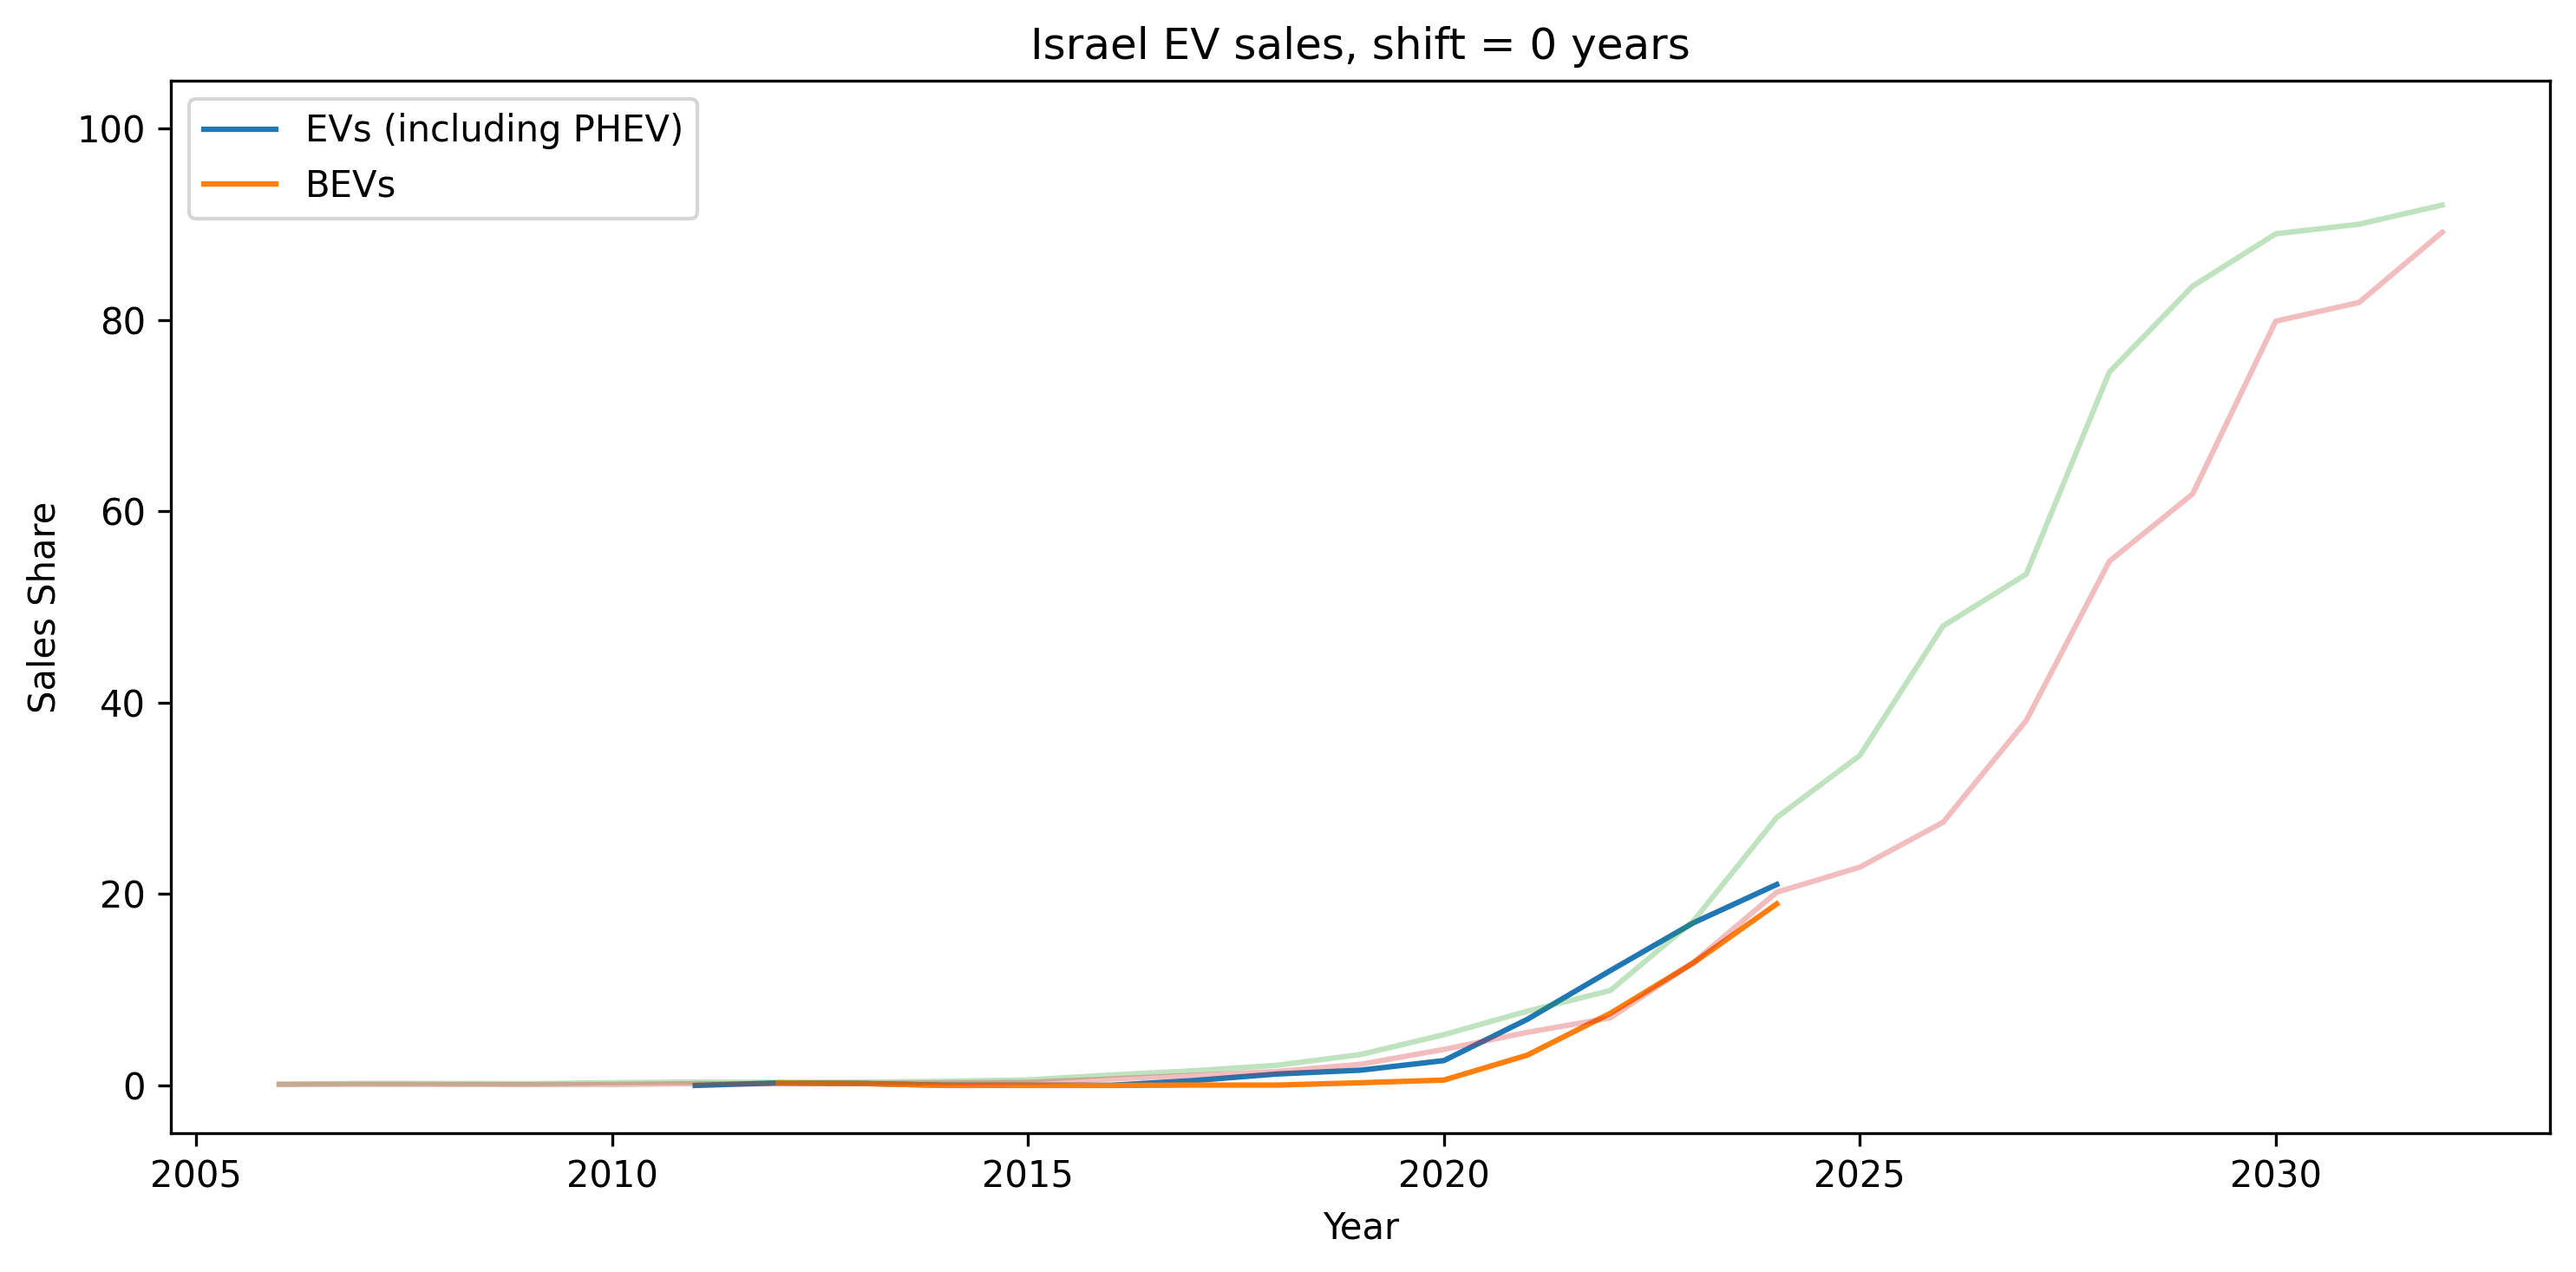 Israel EV sales, shift = 0 years
EVs (including PHEV)
BEVs
100
80
60
40
20
0
Sales Share
2005 2010 2015 2020 2025 2030
Year